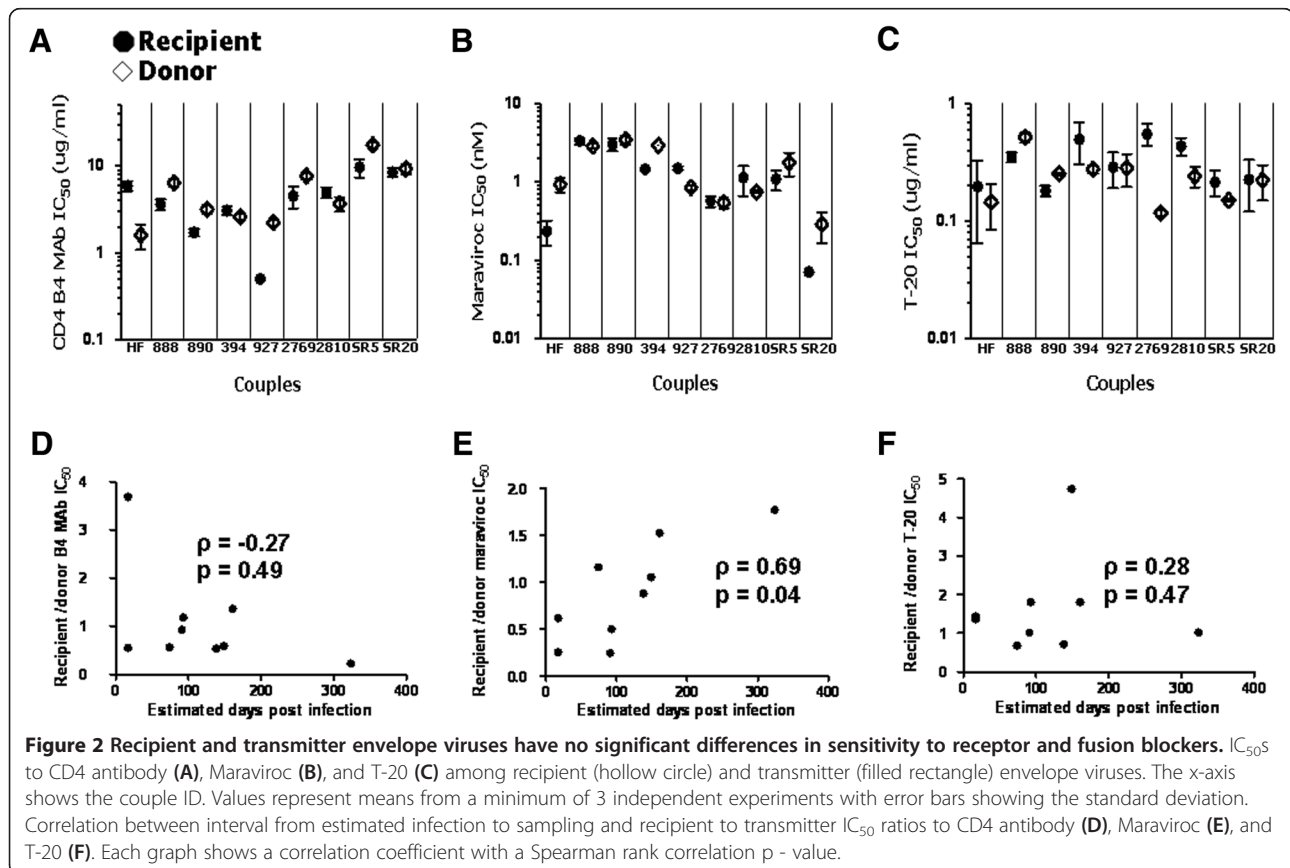 A
B
C
Recipient
Donor
CD4 B4 MAb IC50 (ug/ml)
100
10
1
0.1
HF 888 890 394 927 2769 2810 SR5 SR20
Couples
Maraviroc IC50 (nM)
10
1
0.1
0.01
HF 888 890 394 927 2769 2810 SR5 SR20
Couples
T-20 IC50 (ug/ml)
1
0.1
0.01
HF 888 890 394 927 2769 2810 SR5 SR20
Couples
D
E
F
Recipient/donor B4 MAb IC50
4
3
2
1
0
ρ = -0.27
p = 0.49
0 100 200 300 400
Estimated days post infection
Recipient/donor maraviroc IC50
2.0
1.5
1.0
0.5
0.0
ρ = 0.69
p = 0.04
0 100 200 300 400
Estimated days post infection
Recipient/donor T-20 IC50
5
4
3
2
1
0
ρ = 0.28
p = 0.47
0 100 200 300 400
Estimated days post infection
Figure 2 Recipient and transmitter envelope viruses have no significant differences in sensitivity to receptor and fusion blockers. IC50s
to CD4 antibody (A), Maraviroc (B), and T-20 (C) among recipient (hollow circle) and transmitter (filled rectangle) envelope viruses. The x-axis
shows the couple ID. Values represent means from a minimum of 3 independent experiments with error bars showing the standard deviation.
Correlation between interval from estimated infection to sampling and recipient to transmitter IC50 ratios to CD4 antibody (D), Maraviroc (E), and
T-20 (F). Each graph shows a correlation coefficient with a Spearman rank correlation p - value.